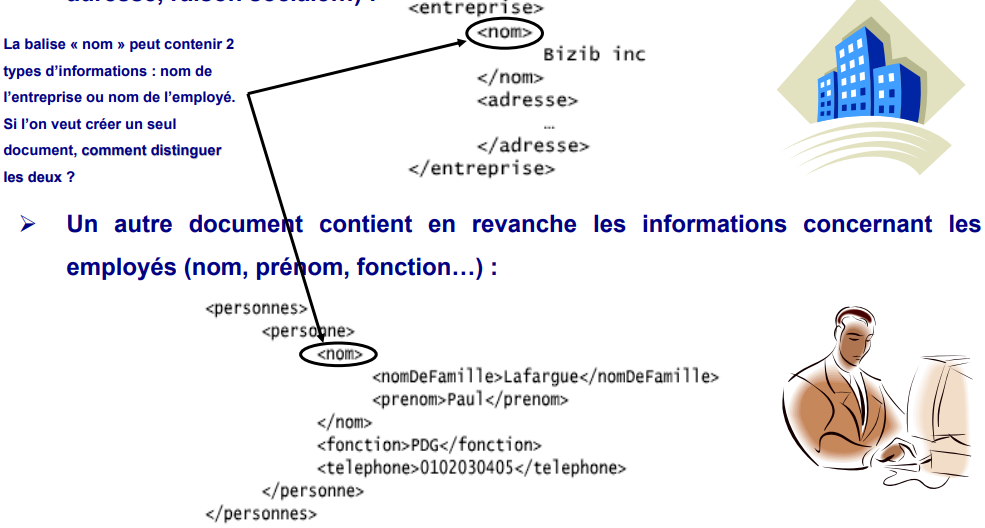 adresse, raison sociale...) :
<entreprise>
<nom>
Bizib inc
</nom>
<adresse>
…
</adresse>
</entreprise>
La balise « nom » peut contenir 2
types d’informations : nom de
l’entreprise ou nom de l’employé.
Si l’on veut créer un seul
document, comment distinguer
les deux ?
➢ Un autre document contient en revanche les informations concernant les
employés (nom, prénom, fonction…) :
<personnes>
<personne>
<nom>
<nomDeFamille>Lafargue</nomDeFamille>
<prenom>Paul</prenom>
</nom>
<fonction>PDG</fonction>
<telephone>0102030405</telephone>
</personne>
</personnes>